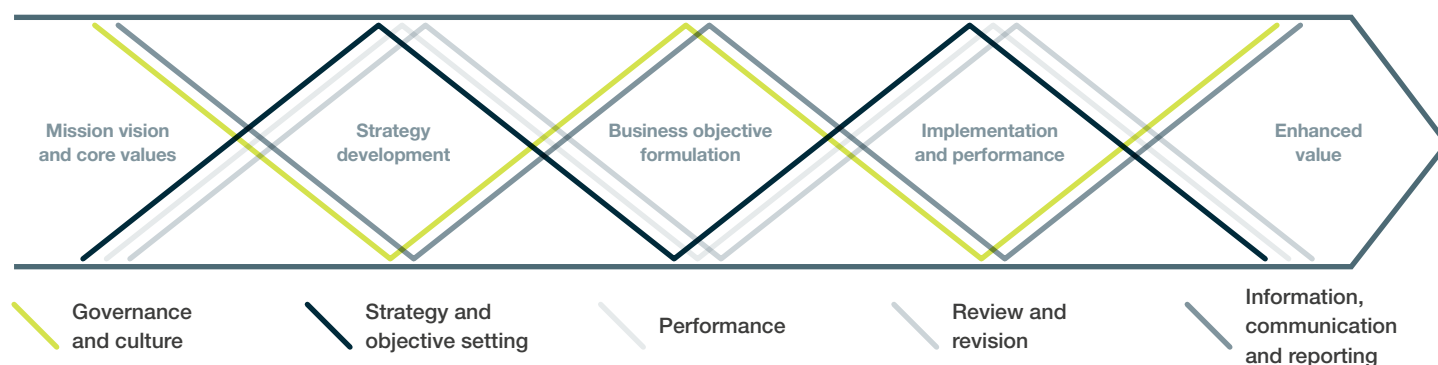 Mission vision
and core values
Strategy
development
Business objective
formulation
Implementation
and performance
Enhanced
value
Governance
and culture
Strategy and
objective setting
Performance
Review and
revision
Information,
communication
and reporting